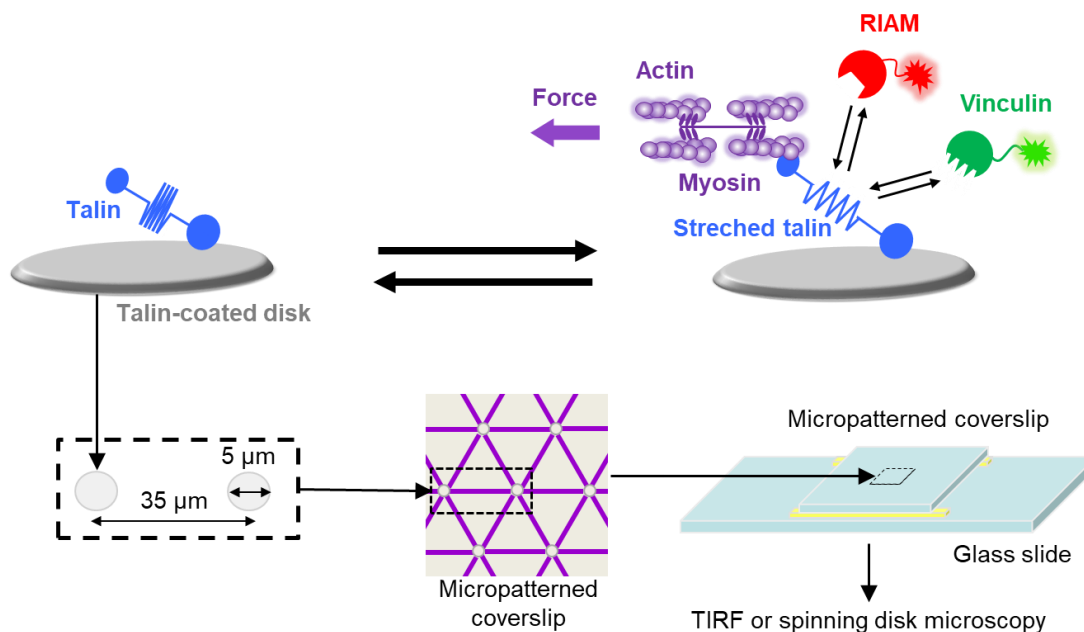 RIAM
Actin
Force
Vinculin
Myosin
Talin
Streched talin
Talin-coated disk
5 µm
35 µm
Micropatterned
coverslip
Micropatterned coverslip
Glass slide
TIRF or spinning disk microscopy